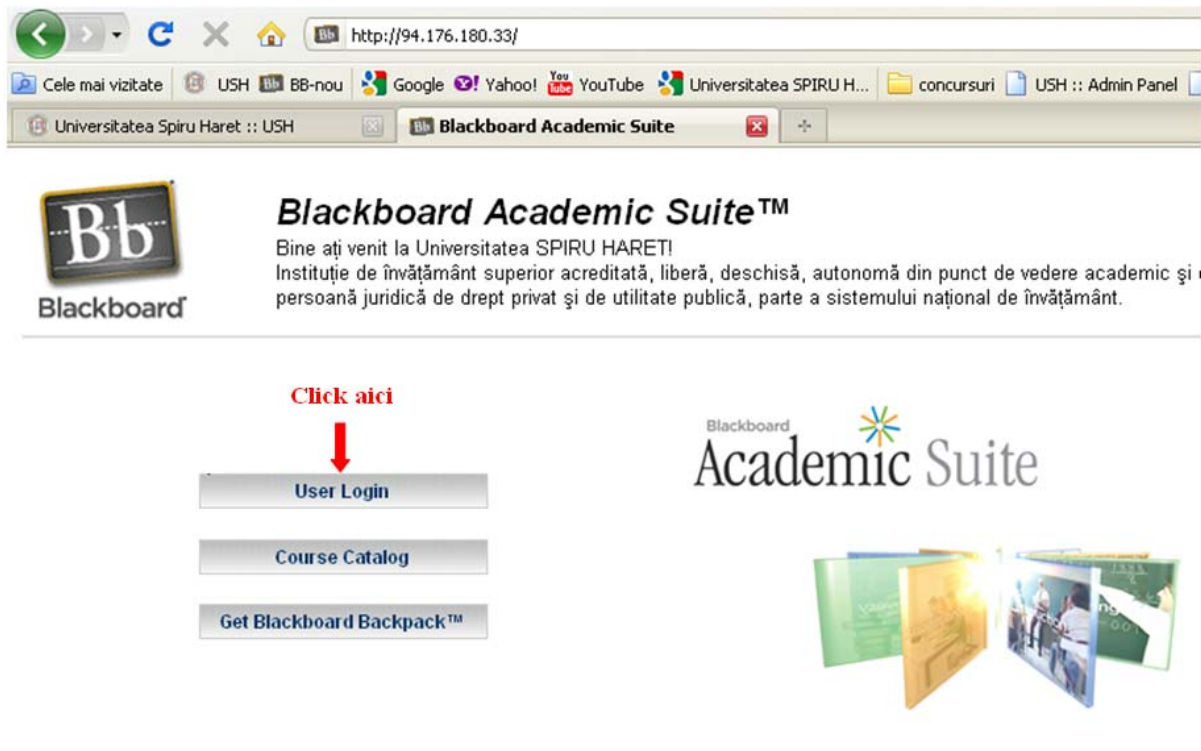 http://94.176.180.33/
Cele mai vizitate USH BB-nou Google Yahoo! YouTube Universitatea SPIRU H... concursuri USH :: Admin Panel
Universitatea Spiru Haret :: USH Blackboard Academic Suite
Bb
Blackboard
Blackboard Academic Suite™
Bine ați venit la Universitatea SPIRU HARET!
Instituție de învățământ superior acreditată, liberă, deschisă, autonomă din punct de vedere academic și
persoană juridică de drept privat și de utilitate publică, parte a sistemului național de învățământ.
Click aici
User Login
Course Catalog
Get Blackboard Backpack™
Blackboard
Academic Suite